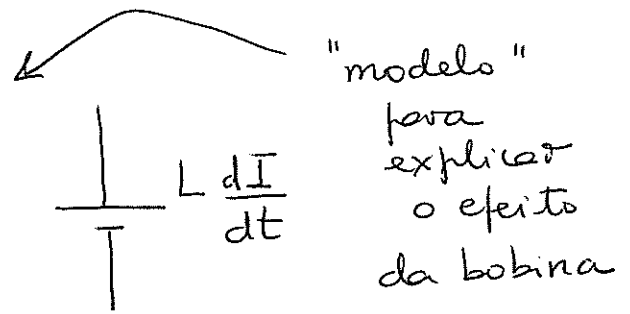 "modelo"
para
explicar
o efeito
da bobina
L dI/dt